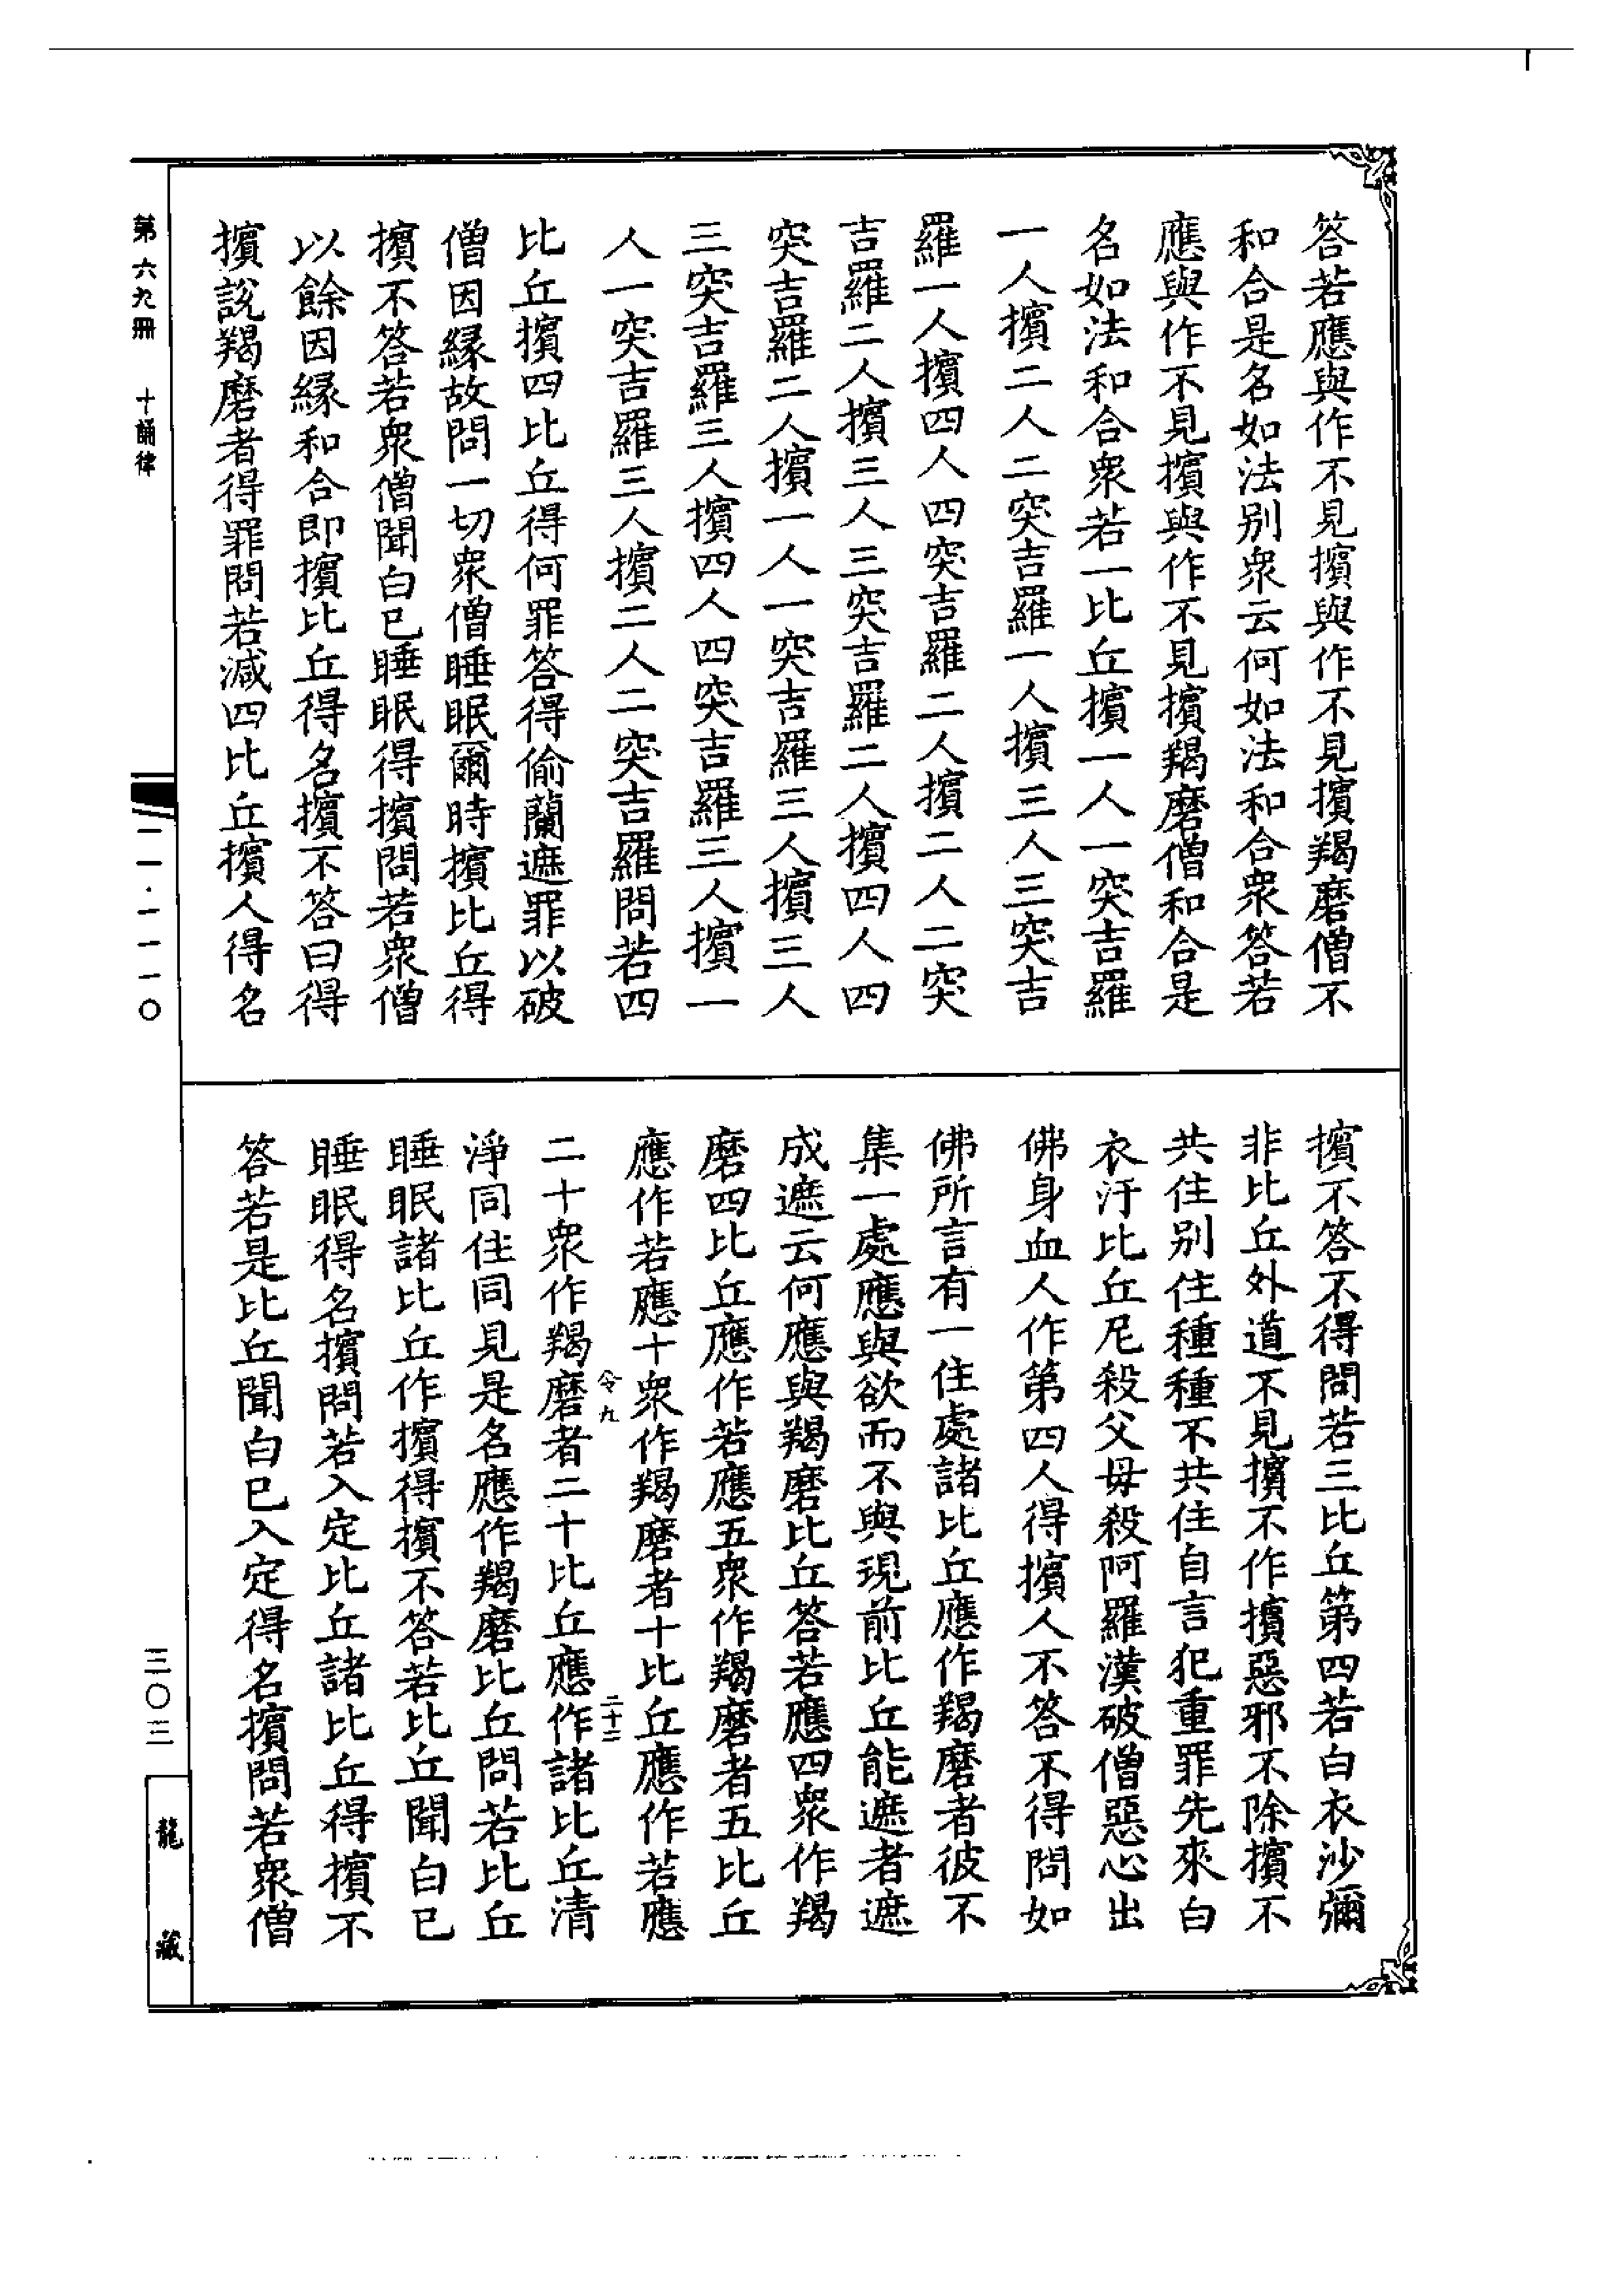 答若應與作不見擯與作不見擯羯磨僧不
和合是名如法别衆云何如法和合衆答若
應與作不見擯與作不見擯羯磨僧和合是
名如法和合衆若一比丘擯一人一突吉羅
一人擯二人二突吉羅一人擯三人三突吉
羅一人擯四人四突吉羅二人擯二人二突
吉羅二人擯三人三突吉羅二人擯四人四
突吉羅二人擯一人一突吉羅三人擯三人
三突吉羅三人擯四人四突吉羅三人擯一
人一突吉羅三人擯二人二突吉羅問若四
比丘擯四比丘得何罪答得偷蘭遮罪以破
僧因緣故問一切衆僧睡眠爾時擯比丘得
擯不答若衆僧聞白已睡眠得擯問若衆僧
以餘因緣和合即擯比丘得名擯不答曰得
擯說羯磨者得罪問若減四比丘擯人得名
擯不答不得問若三比丘第四若白衣沙彌
非比丘外道不見擯不作擯惡邪不除擯不
共住别住種種不共住自言犯重罪先來白
衣汙比丘尼殺父母殺阿羅漢破僧惡心出
佛身血人作第四人得擯人不答不得問如
佛所言有一住處諸比丘應作羯磨者彼不
集一處應與欲而不與現前比丘能遮者遮
成遮云何應與羯磨比丘答若應四衆作羯
磨四比丘應作若應五衆作羯磨者五比丘
應作若應十衆作羯磨者十比丘應作若應
令九
二十二
二十衆作羯磨者二十比丘應作諸比丘清
淨同住同見是名應作羯磨比丘問若比丘
睡眠諸比丘作擯得擯不答若比丘聞白已
睡眠得名擯問若入定比丘諸比丘得擯不
答若是比丘聞白已入定得名擯問若衆僧
第六九冊 十誦律
一一·一一一〇
三〇三
龍藏